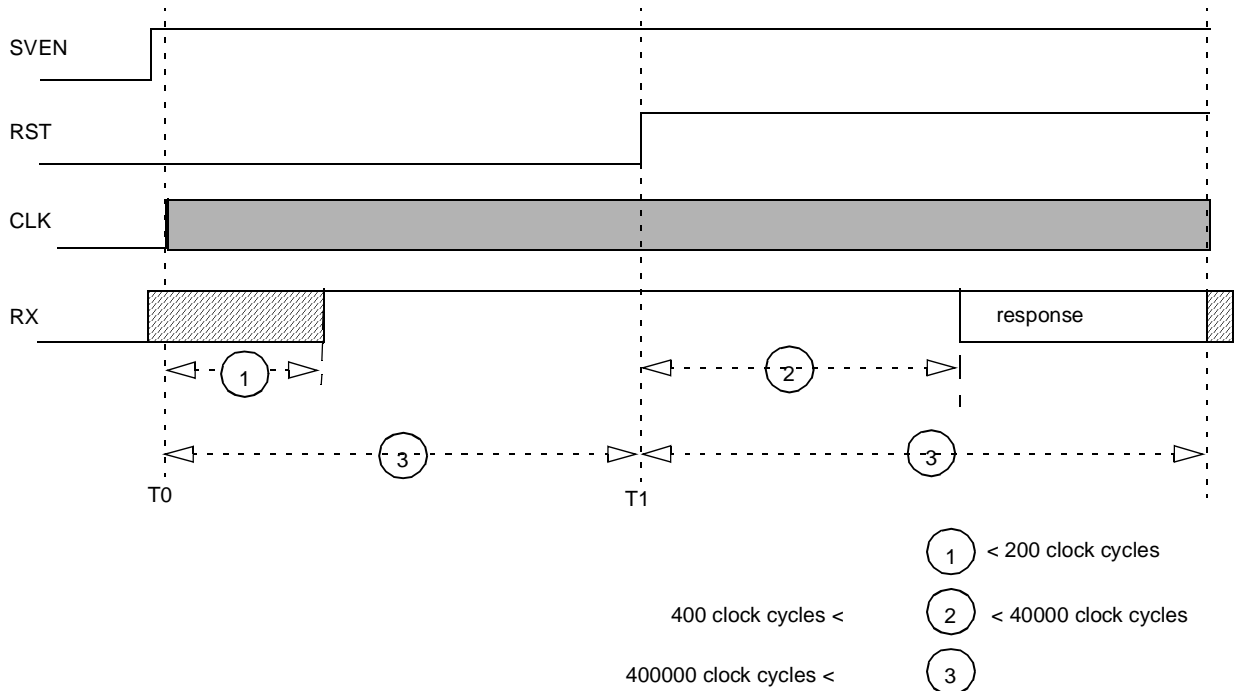 SVEN
RST
CLK
RX
response
1
2
3
3
T0
T1
1 < 200 clock cycles
400 clock cycles < 2 < 40000 clock cycles
400000 clock cycles < 3